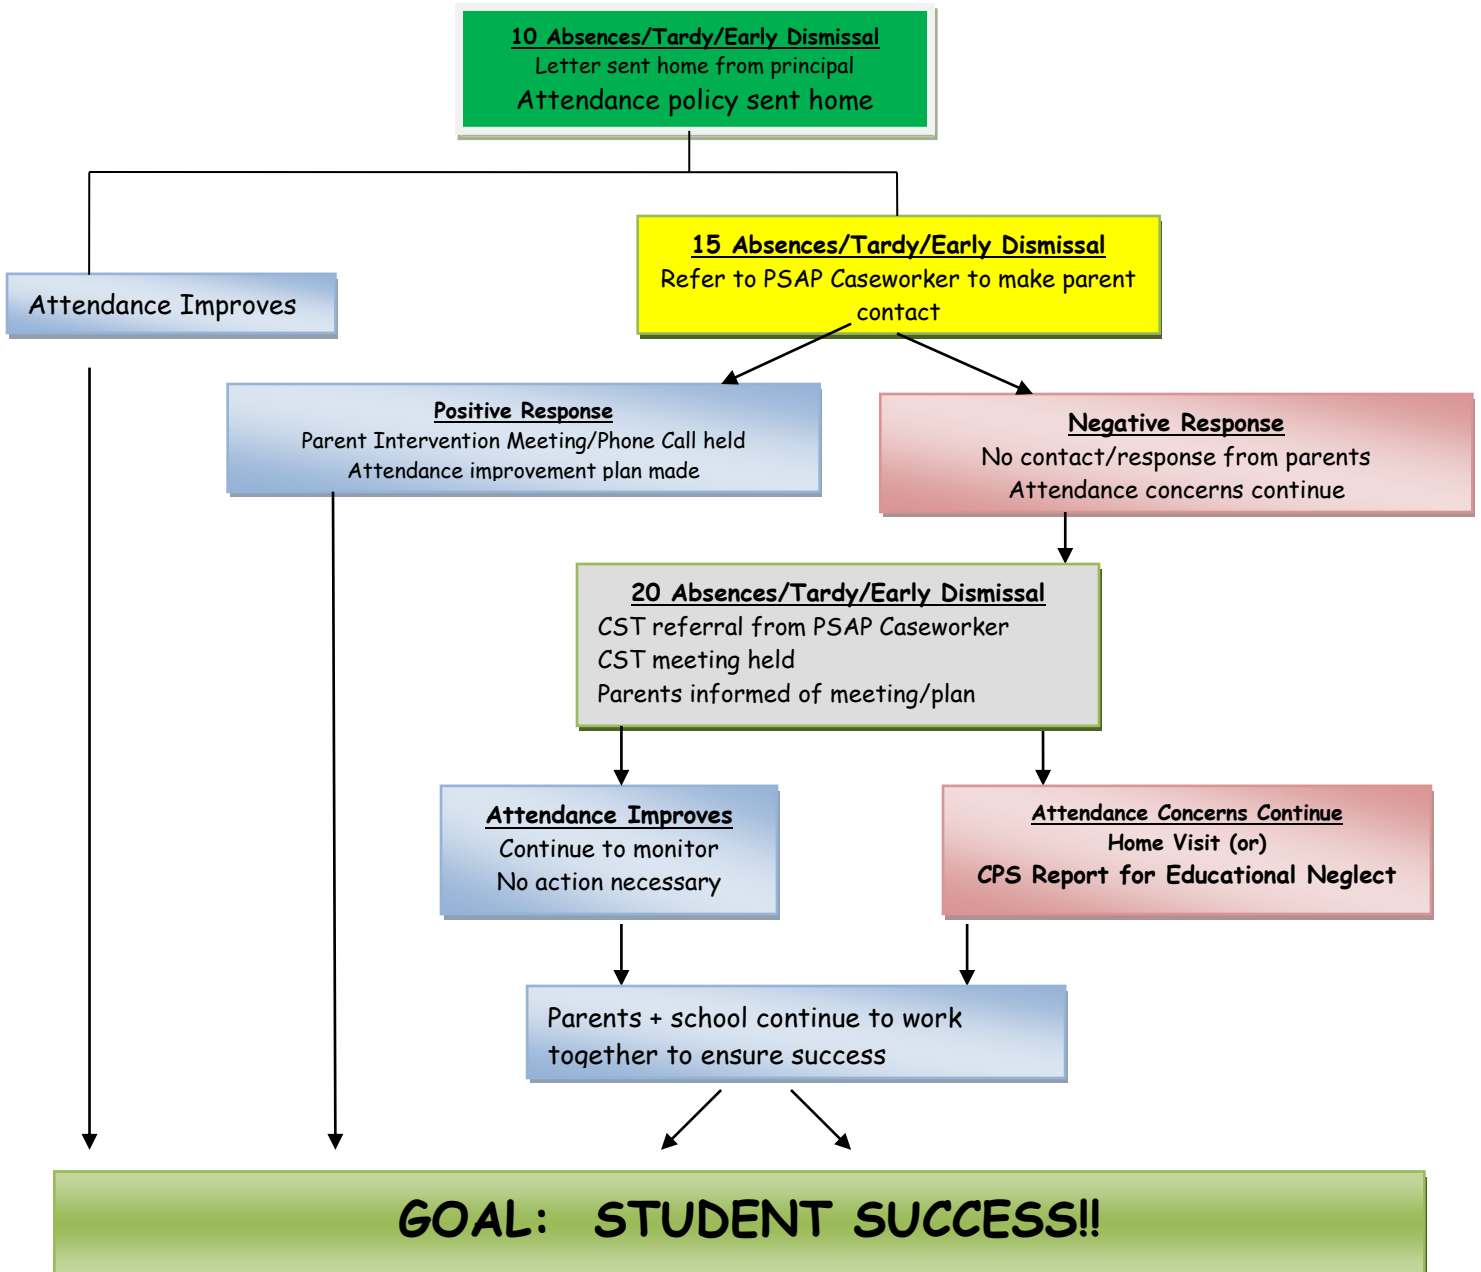 10 Absences/Tardy/Early Dismissal
Letter sent home from principal
Attendance policy sent home
15 Absences/Tardy/Early Dismissal
Refer to PSAP Caseworker to make parent
contact
Attendance Improves
Positive Response
Parent Intervention Meeting/Phone Call held
Attendance improvement plan made
Negative Response
No contact/response from parents
Attendance concerns continue
20 Absences/Tardy/Early Dismissal
CST referral from PSAP Caseworker
CST meeting held
Parents informed of meeting/plan
Attendance Improves
Continue to monitor
No action necessary
Attendance Concerns Continue
Home Visit (or)
CPS Report for Educational Neglect
Parents + school continue to work
together to ensure success
GOAL: STUDENT SUCCESS!!